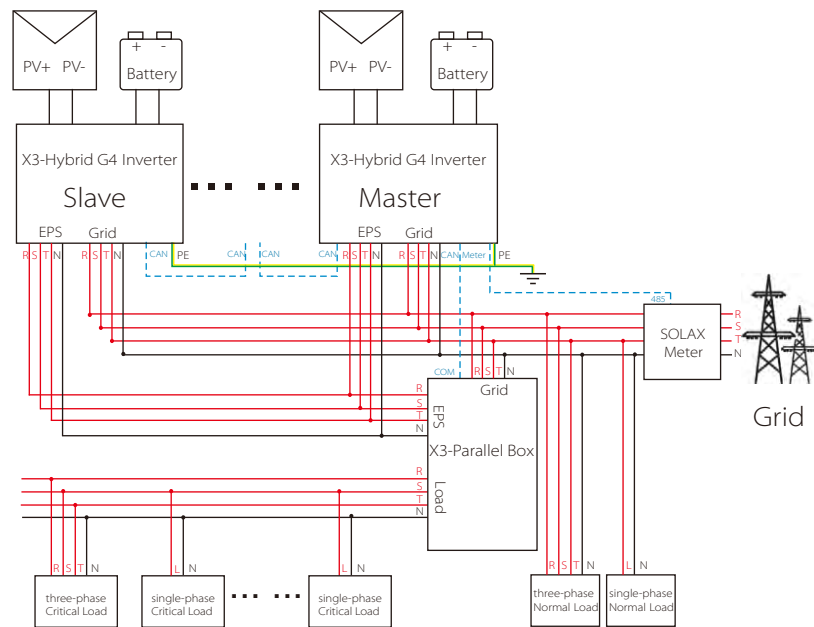 PV+ PV-
+ -
Battery
PV+ PV-
+ -
Battery
X3-Hybrid G4 Inverter
Slave
EPS Grid
X3-Hybrid G4 Inverter
Master
EPS Grid
R S T N R S T N CAN PE CAN CAN CAN R S T N R S T N CAN Meter PE
485
SOLAX
Meter
R
S
T
N
Grid
COM
R S T N
Grid
R
S
T
N
EPS
X3-Parallel Box
R
S
T
N
Load
R S T N
three-phase
Critical Load
L N
single-phase
Critical Load
L N
single-phase
Critical Load
R S T N
three-phase
Normal Load
L N
single-phase
Normal Load